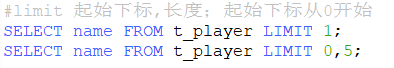 #limit 起始下标,长度; 起始下标从0开始
SELECT name FROM t_player LIMIT 1;
SELECT name FROM t_player LIMIT 0,5;